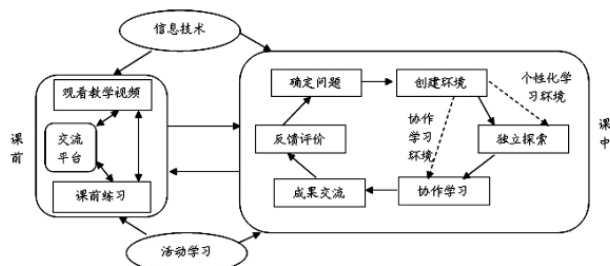 信息技术
课前
观看教学视频
交流
平台
课前练习
活动学习
确定问题
创建环境
个性化学
习环境
协作
学习
环境
反馈评价
独立探索
成果交流
协作学习
课中